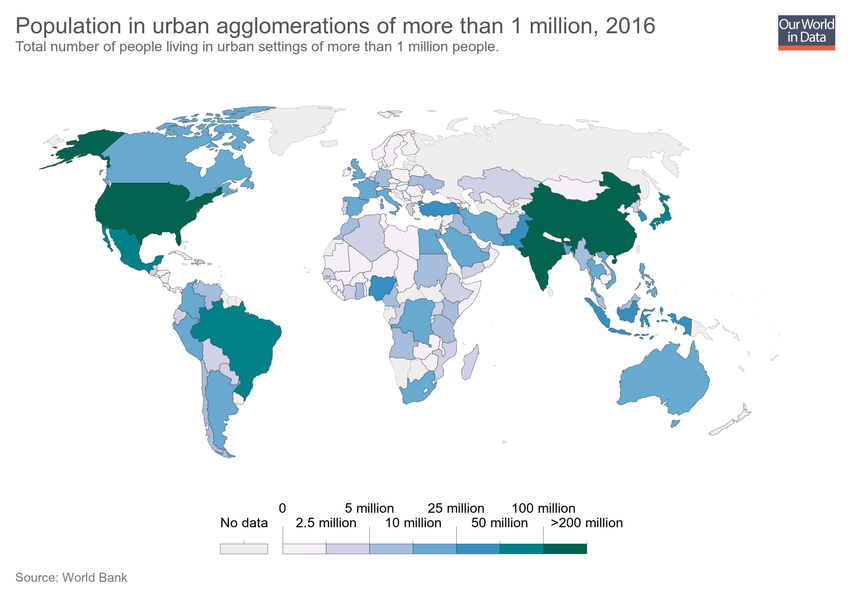 Population in urban agglomerations of more than 1 million, 2016
Total number of people living in urban settings of more than 1 million people.
Our World
in Data
0 5 million 25 million 100 million
No data 2.5 million 10 million 50 million >200 million
Source: World Bank